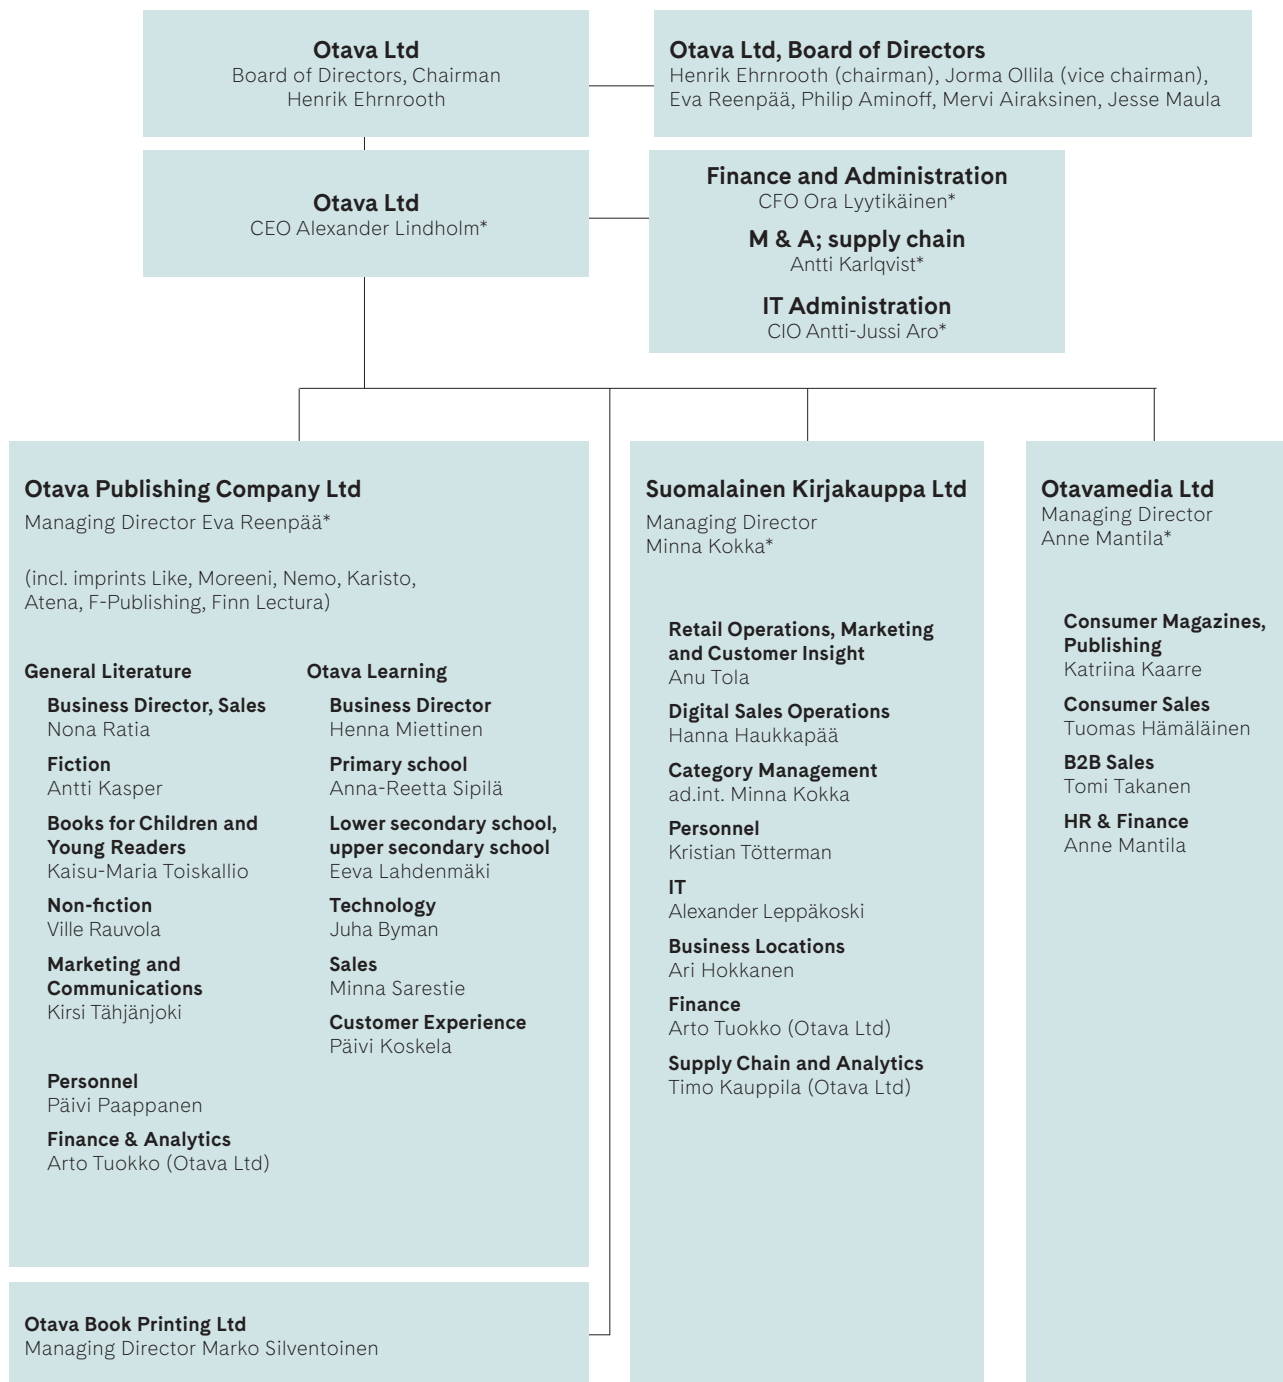 Otava Ltd
Board of Directors, Chairman
Henrik Ehrnrooth
Otava Ltd, Board of Directors
Henrik Ehrnrooth (chairman), Jorma Ollila (vice chairman),
Eva Reenpää, Philip Aminoff, Mervi Airaksinen, Jesse Maula
Otava Ltd
CEO Alexander Lindholm*
Finance and Administration
CFO Ora Lyytikäinen*
M & A; supply chain
Antti Karlqvist*
IT Administration
CIO Antti-Jussi Aro*
Otava Publishing Company Ltd
Managing Director Eva Reenpää*
(incl. imprints Like, Moreeni, Nemo, Karisto,
Atena, F-Publishing, Finn Lectura)
General Literature
Business Director, Sales
Nona Ratia
Fiction
Antti Kasper
Books for Children and
Young Readers
Kaisu-Maria Toiskallio
Non-fiction
Ville Rauvola
Marketing and
Communications
Kirsi Tähjänjoki
Personnel
Päivi Paappanen
Finance & Analytics
Arto Tuokko (Otava Ltd)
Otava Learning
Business Director
Henna Miettinen
Primary school
Anna-Reetta Sipilä
Lower secondary school,
upper secondary school
Eeva Lahdenmäki
Technology
Juha Byman
Sales
Minna Sarestie
Customer Experience
Päivi Koskela
Otava Book Printing Ltd
Managing Director Marko Silventoinen
Suomalainen Kirjakauppa Ltd
Managing Director
Minna Kokka*
Retail Operations, Marketing
and Customer Insight
Anu Tola
Digital Sales Operations
Hanna Haukkapää
Category Management
ad.int. Minna Kokka
Personnel
Kristian Tötterman
IT
Alexander Leppäkoski
Business Locations
Ari Hokkanen
Finance
Arto Tuokko (Otava Ltd)
Supply Chain and Analytics
Timo Kauppila (Otava Ltd)
Otavamedia Ltd
Managing Director
Anne Mantila*
Consumer Magazines,
Publishing
Katriina Kaarre
Consumer Sales
Tuomas Hämäläinen
B2B Sales
Tomi Takanen
HR & Finance
Anne Mantila